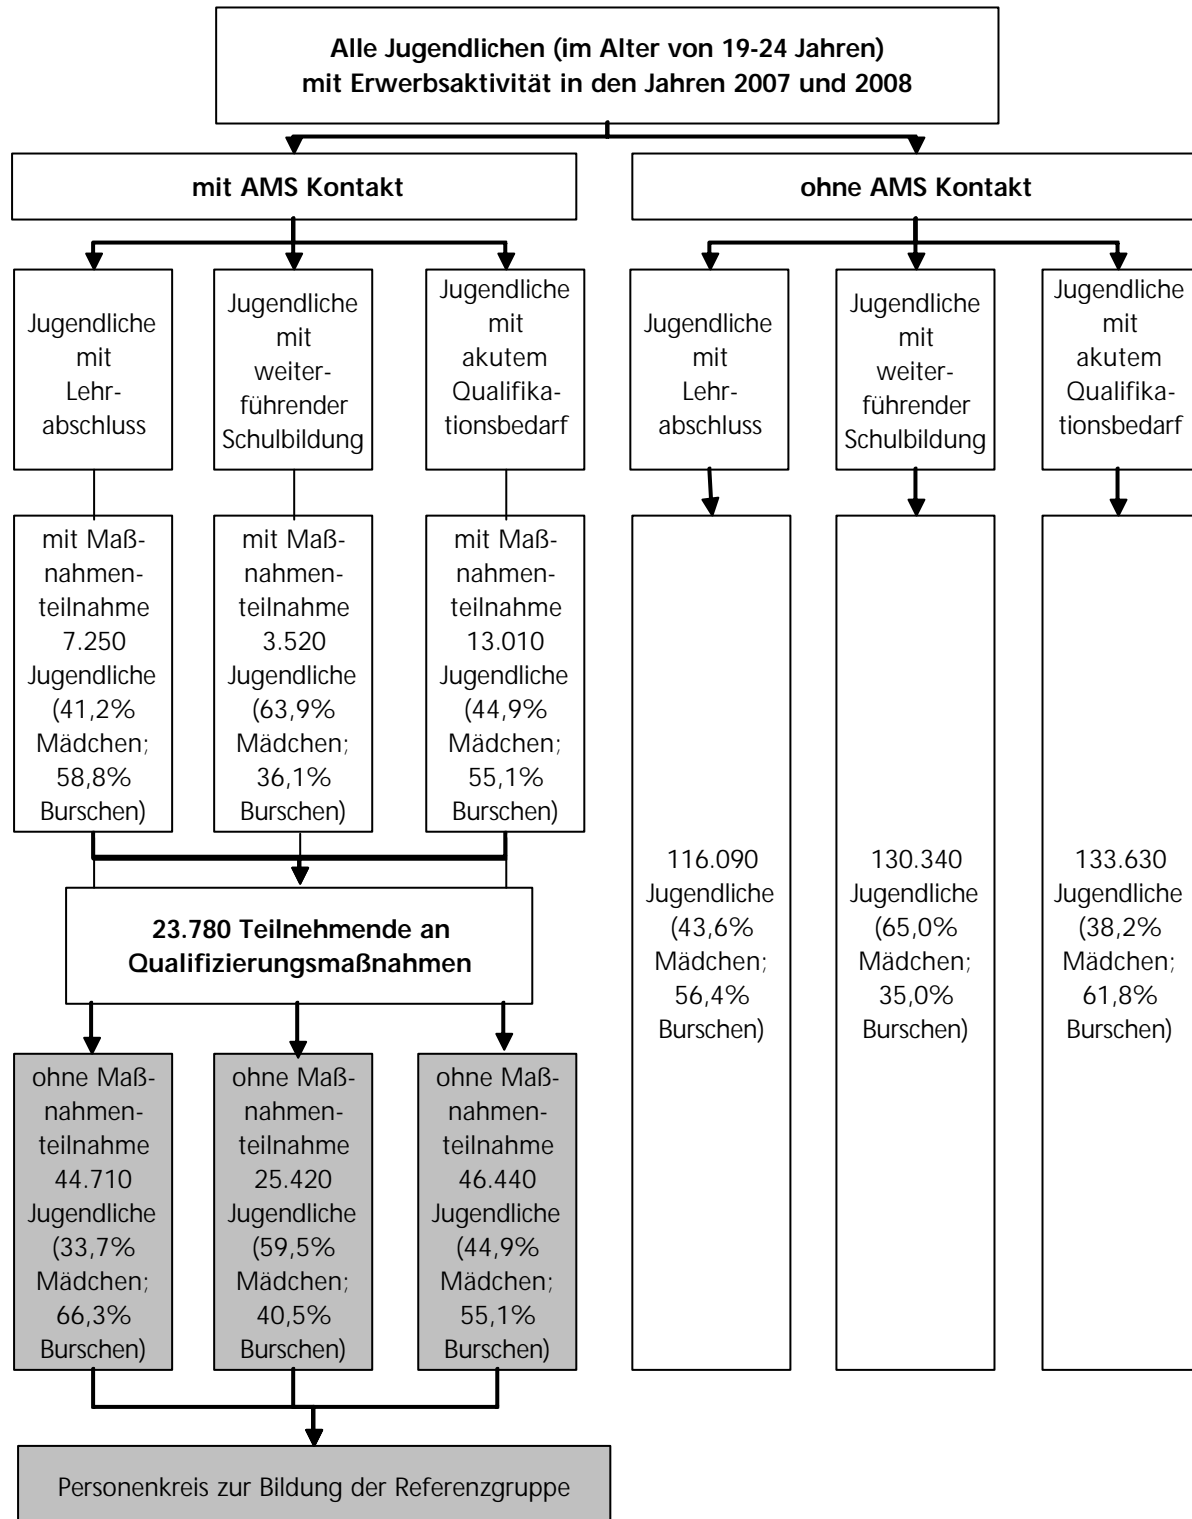 Alle Jugendlichen (im Alter von 19-24 Jahren)
mit Erwerbsaktivität in den Jahren 2007 und 2008
mit AMS Kontakt
ohne AMS Kontakt
Jugendliche
mit
Lehr-
abschluss
Jugendliche
mit
weiter-
führender
Schulbildung
Jugendliche
mit
akutem
Qualifika-
tionsbedarf
Jugendliche
mit
Lehr-
abschluss
Jugendliche
mit
weiter-
führender
Schulbildung
Jugendliche
mit
akutem
Qualifika-
tionsbedarf
mit Maß-
nahmen-
teilnahme
7.250
Jugendliche
(41,2%
Mädchen;
58,8%
Burschen)
mit Maß-
nahmen-
teilnahme
3.520
Jugendliche
(63,9%
Mädchen;
36,1%
Burschen)
mit Maß-
nahmen-
teilnahme
13.010
Jugendliche
(44,9%
Mädchen;
55,1%
Burschen)
116.090
Jugendliche
(43,6%
Mädchen;
56,4%
Burschen)
130.340
Jugendliche
(65,0%
Mädchen;
35,0%
Burschen)
133.630
Jugendliche
(38,2%
Mädchen;
61,8%
Burschen)
23.780 Teilnehmende an
Qualifizierungsmaßnahmen
ohne Maß-
nahmen-
teilnahme
44.710
Jugendliche
(33,7%
Mädchen;
66,3%
Burschen)
ohne Maß-
nahmen-
teilnahme
25.420
Jugendliche
(59,5%
Mädchen;
40,5%
Burschen)
ohne Maß-
nahmen-
teilnahme
46.440
Jugendliche
(44,9%
Mädchen;
55,1%
Burschen)
Personenkreis zur Bildung der Referenzgruppe